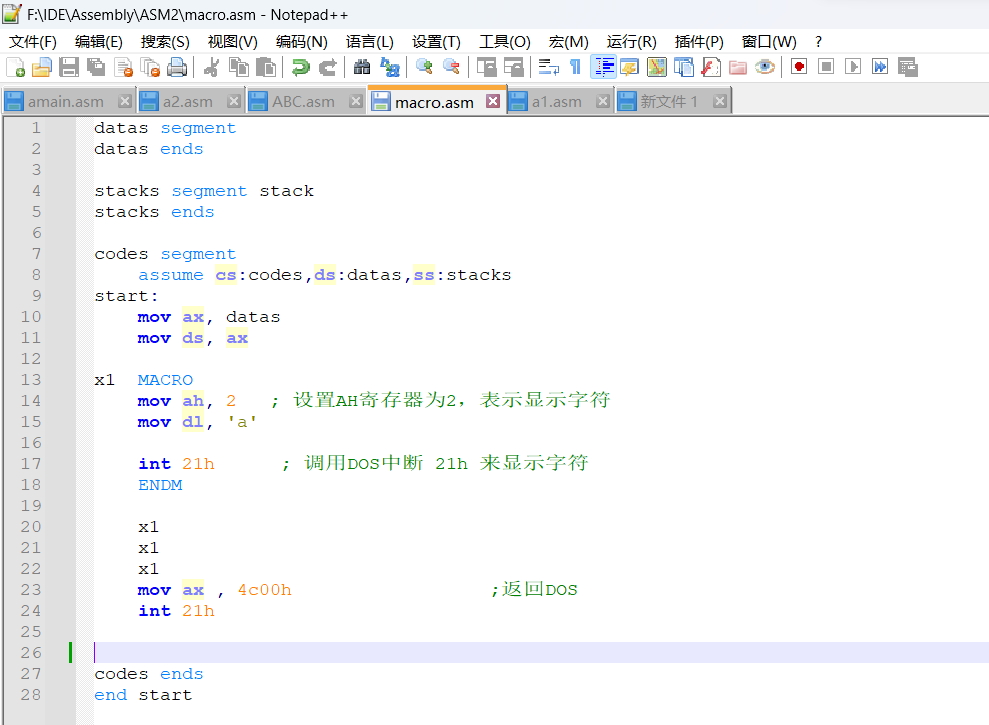 F:\IDE\Assembly\ASM2\macro.asm - Notepad++
文件(F) 编辑(E) 搜索(S) 视图(V) 编码(N) 语言(L) 设置(T) 工具(O) 宏(M) 运行(R) 插件(P) 窗口(W) ?
amain.asm a2.asm ABC.asm macro.asm a1.asm 新文件 1
1 datas segment
2 datas ends
3
4 stacks segment stack
5 stacks ends
6
7 codes segment
8 assume cs:codes,ds:datas,ss:stacks
9 start:
10 mov ax, datas
11 mov ds, ax
12
13 x1 MACRO
14 mov ah, 2 ; 设置AH寄存器为2，表示显示字符
15 mov dl, 'a'
16
17 int 21h ; 调用DOS中断 21h 来显示字符
18 ENDM
19
20 x1
21 x1
22 x1
23 mov ax , 4c00h ;返回DOS
24 int 21h
25
26
27 codes ends
28 end start